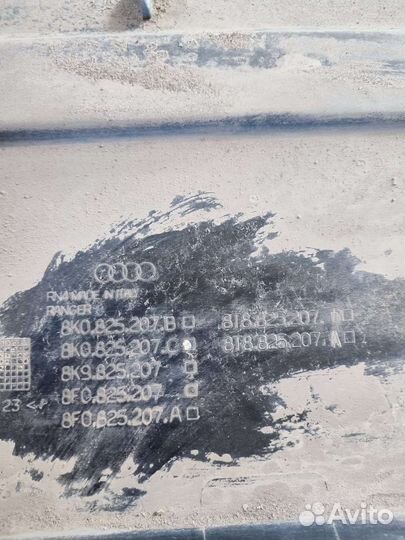 MADE IN ITALY
RANGER
8K0.825.207.B
8K0.825.207.C
8K9.825.207
8F0.825.207
8F0.825.207.A
8T8.825.207.
8T8.825.207.A
23
Avito